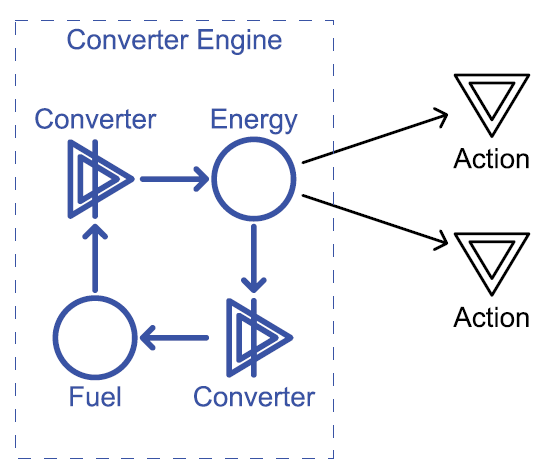 Converter Engine
Converter
Energy
Action
Action
Fuel
Converter